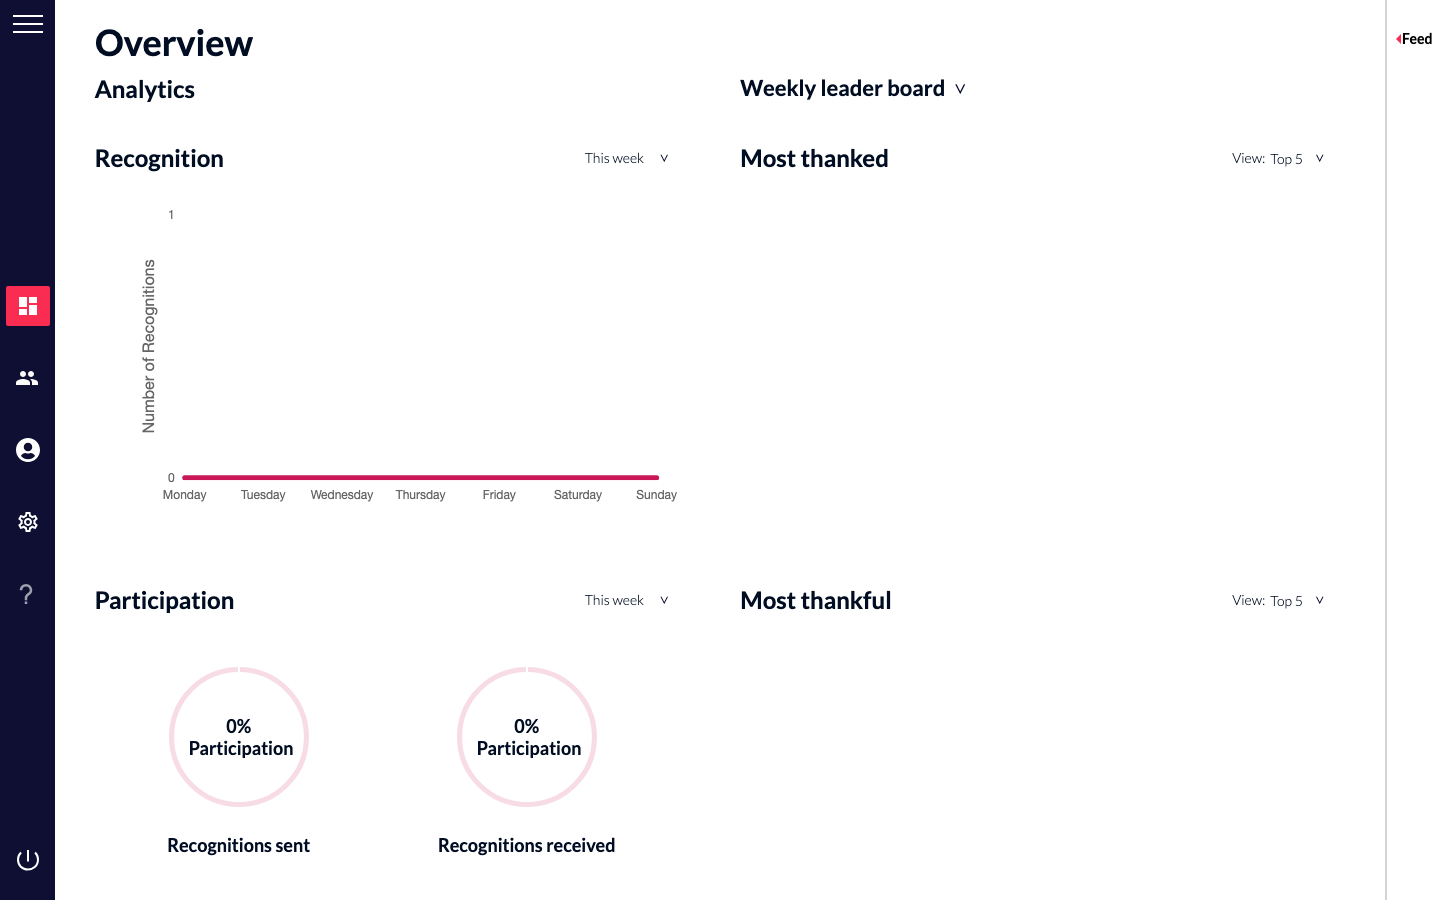 Overview
Feed
Analytics
Weekly leader board
Recognition
This week
Most thanked
View: Top 5
1
Number of Recognitions
0
Monday Tuesday Wednesday Thursday Friday Saturday Sunday
Participation
This week
Most thankful
View: Top 5
0%
Participation
0%
Participation
Recognitions sent
Recognitions received